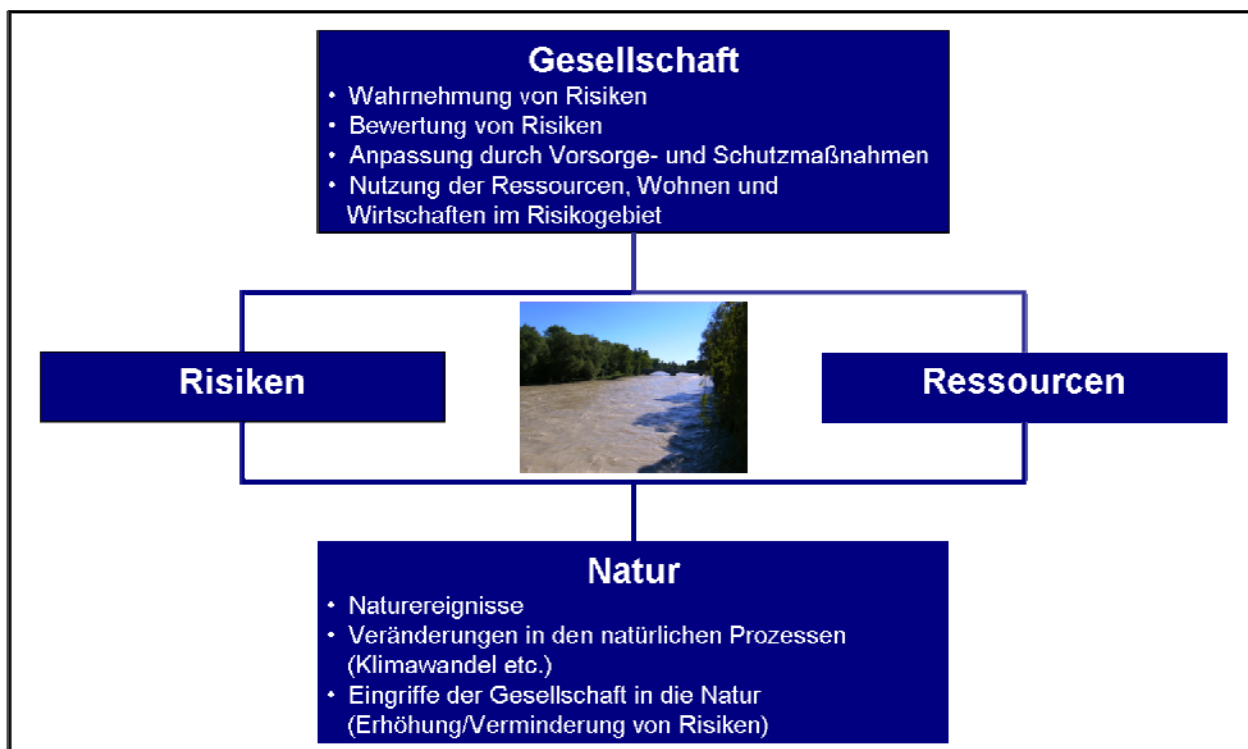 Gesellschaft
• Wahrnehmung von Risiken
• Bewertung von Risiken
• Anpassung durch Vorsorge- und Schutzmaßnahmen
• Nutzung der Ressourcen, Wohnen und
Wirtschaften im Risikogebiet
Risiken
Ressourcen
Natur
• Naturereignisse
• Veränderungen in den natürlichen Prozessen
(Klimawandel etc.)
• Eingriffe der Gesellschaft in die Natur
(Erhöhung/Verminderung von Risiken)